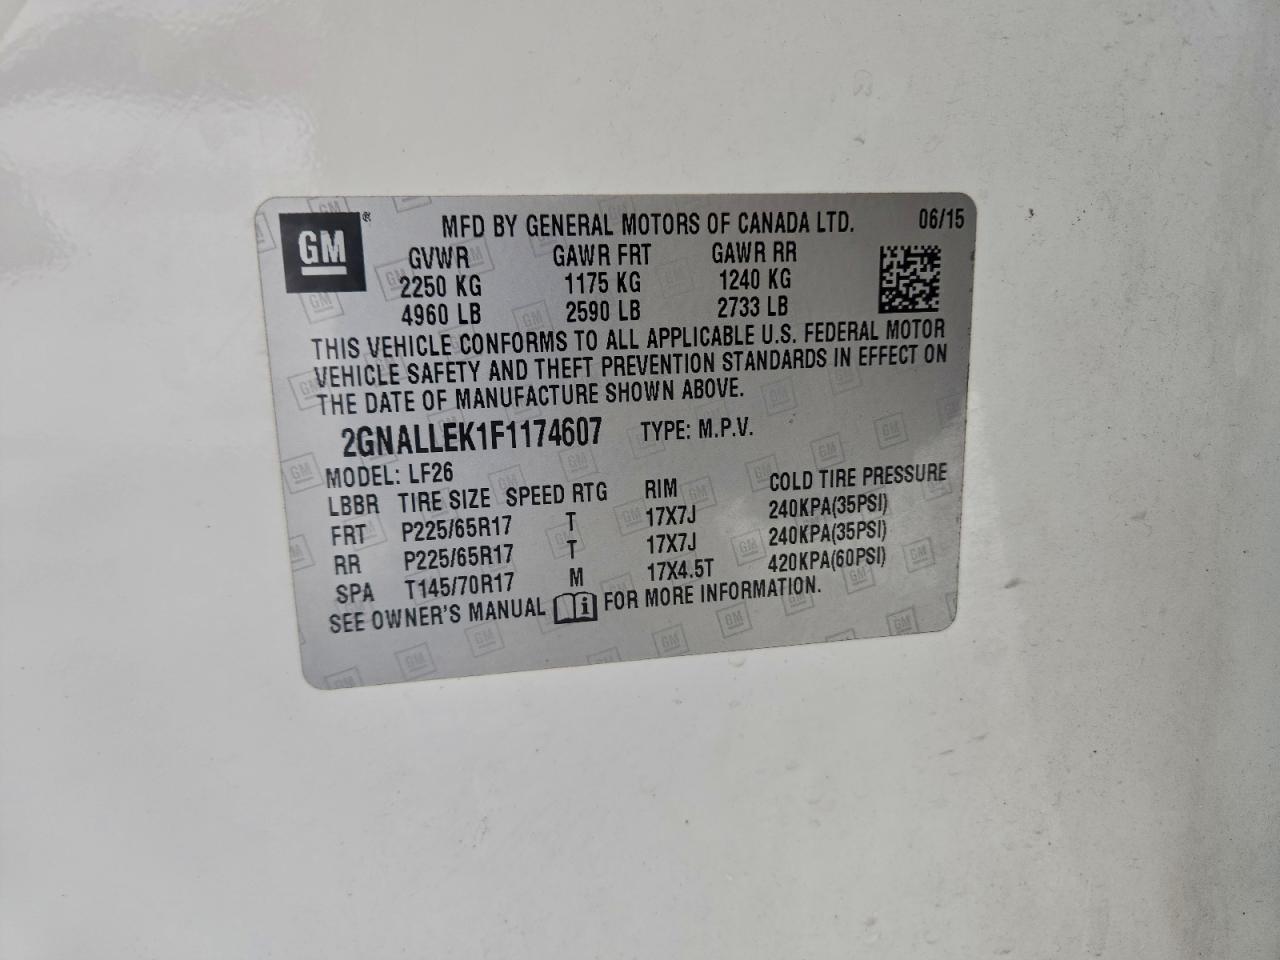 GM ®
MFD BY GENERAL MOTORS OF CANADA LTD. 06/15
GVWR GAWR FRT GAWR RR
2250 KG 1175 KG 1240 KG
4960 LB 2590 LB 2733 LB
THIS VEHICLE CONFORMS TO ALL APPLICABLE U.S. FEDERAL MOTOR
VEHICLE SAFETY AND THEFT PREVENTION STANDARDS IN EFFECT ON
THE DATE OF MANUFACTURE SHOWN ABOVE.
2GNALLEK1F1174607 TYPE: M.P.V.
MODEL: LF26
LBBR TIRE SIZE SPEED RTG RIM COLD TIRE PRESSURE
FRT P225/65R17 T 17X7J 240KPA(35PSI)
RR P225/65R17 T 17X7J 240KPA(35PSI)
SPA T145/70R17 M 17X4.5T 420KPA(60PSI)
SEE OWNER'S MANUAL i FOR MORE INFORMATION.